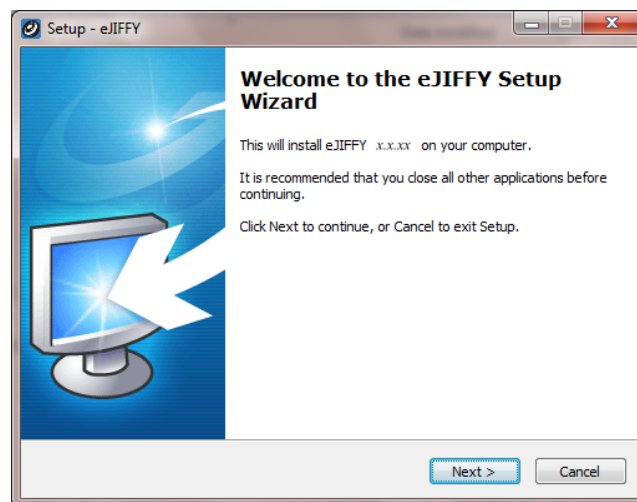 Setup - eJIFFY
Welcome to the eJIFFY Setup
Wizard
This will install eJIFFY x.x.xx on your computer.
It is recommended that you close all other applications before
continuing.
Click Next to continue, or Cancel to exit Setup.
Next >
Cancel